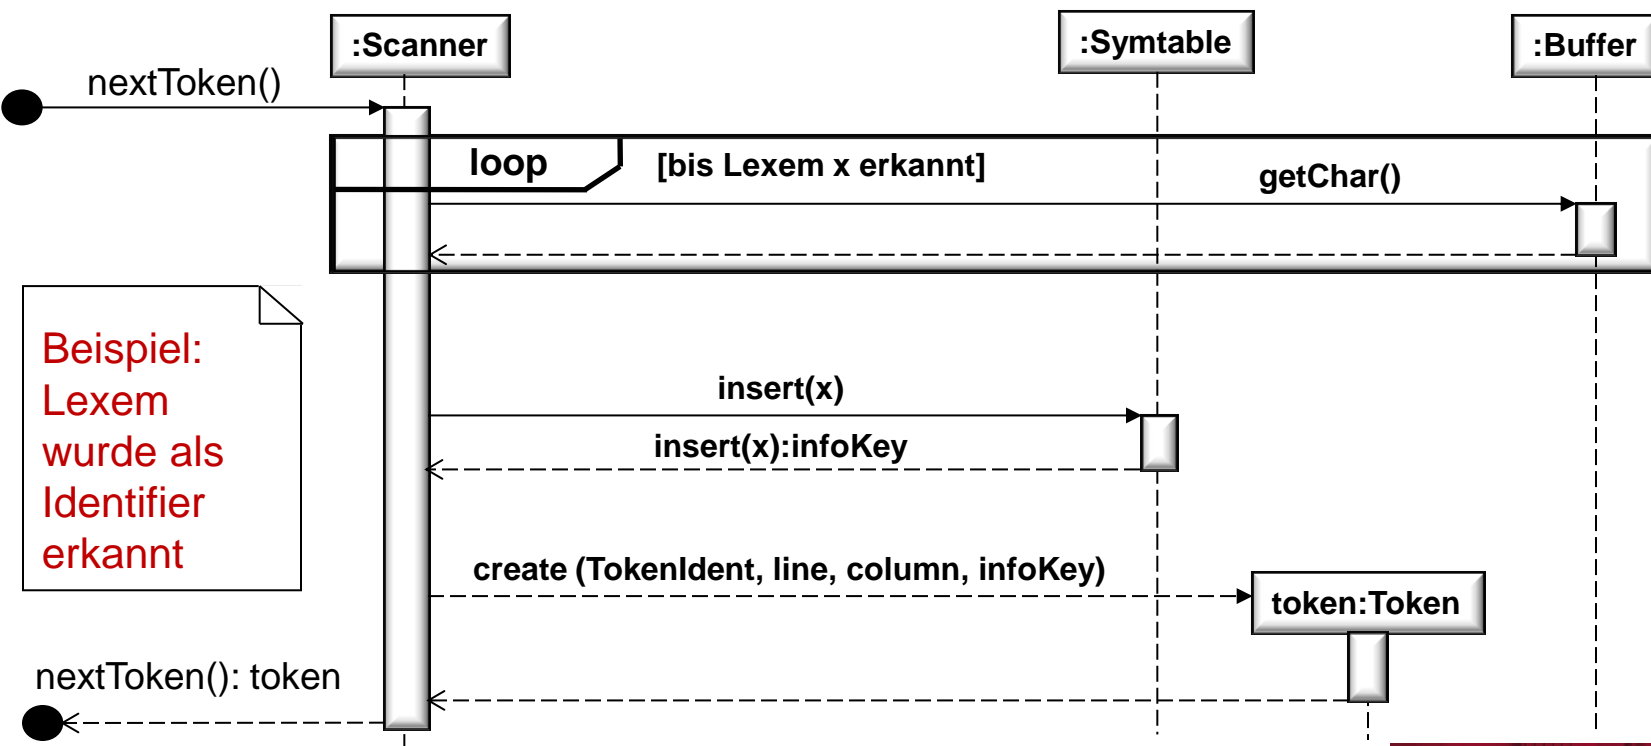 :Scanner
:Symtable
:Buffer
nextToken()
loop
[bis Lexem x erkannt]
getChar()
Beispiel:
Lexem
wurde als
Identifier
erkannt
insert(x)
insert(x):infoKey
create (TokenIdent, line, column, infoKey)
token:Token
nextToken(): token